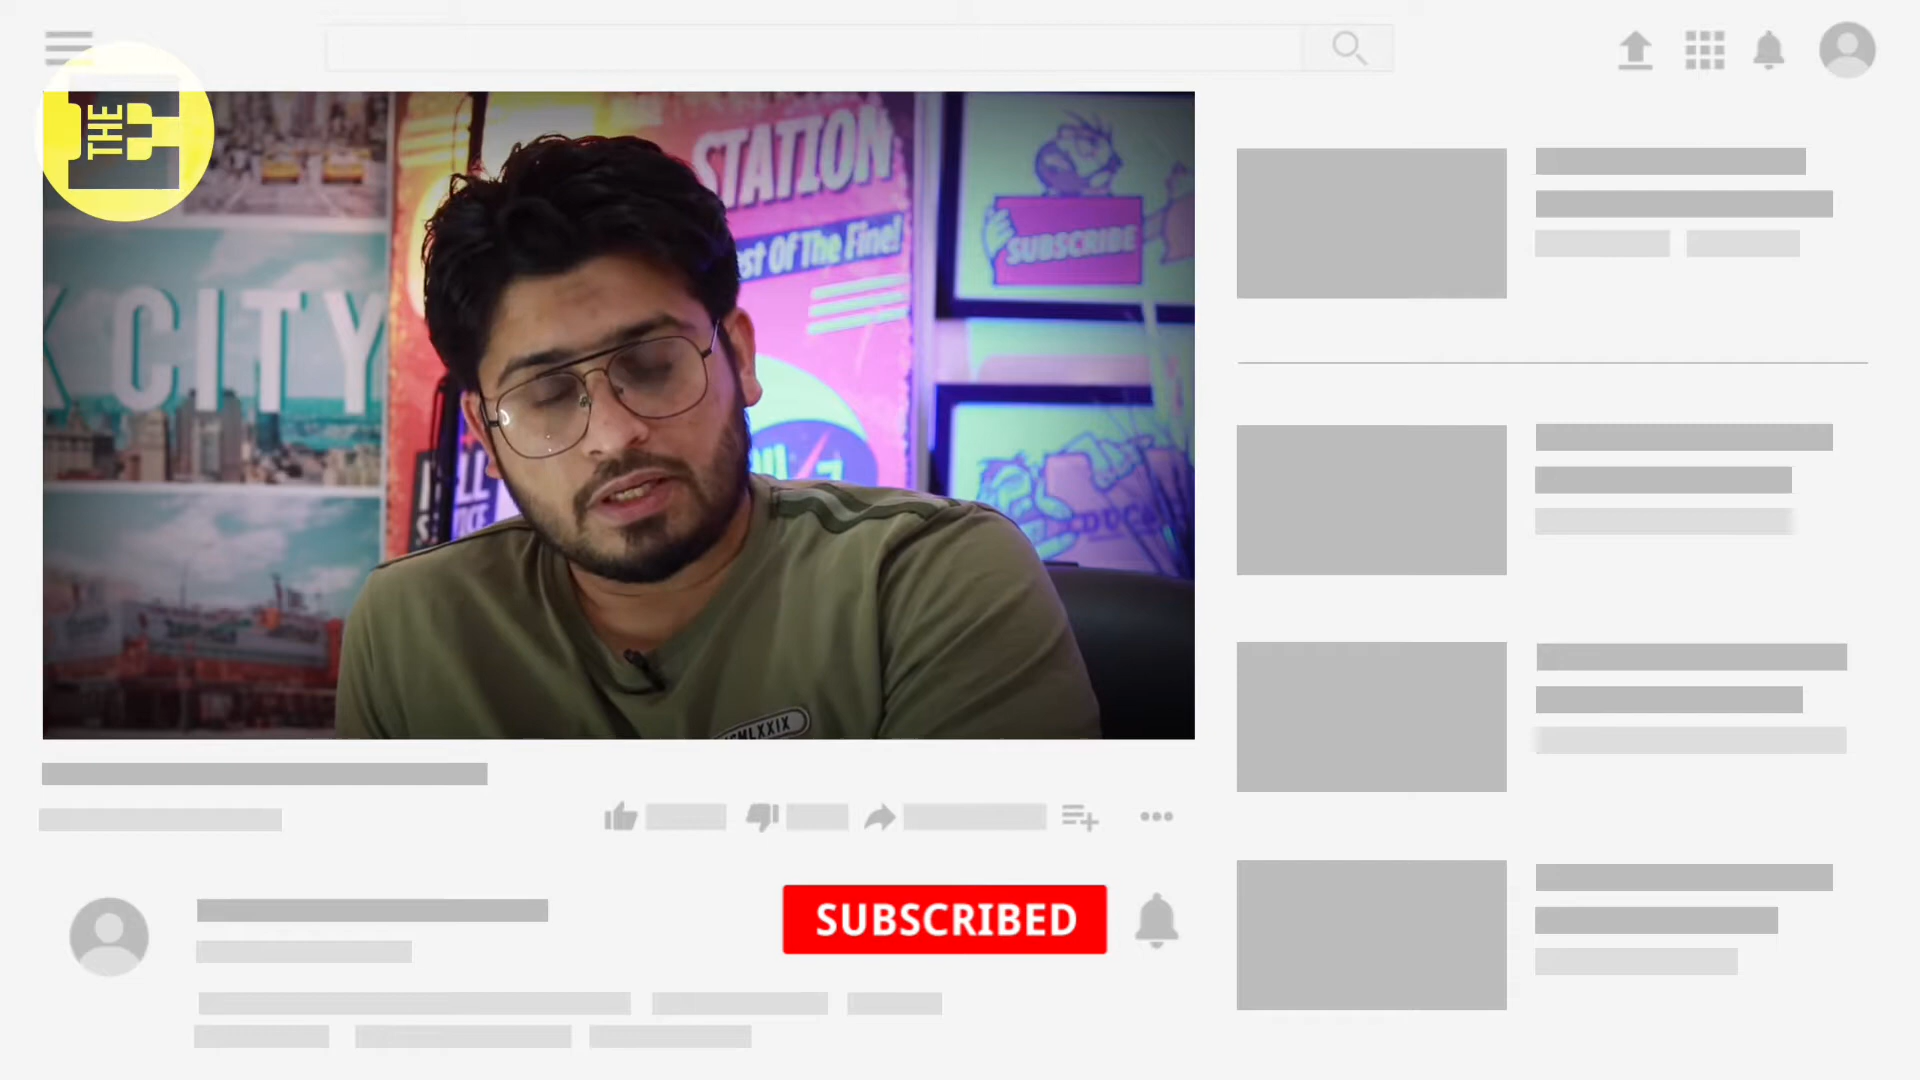 THE E
STATION
st Of The Fine!
SUBSCRIBE
K CITY
MLXXIX
SUBSCRIBED